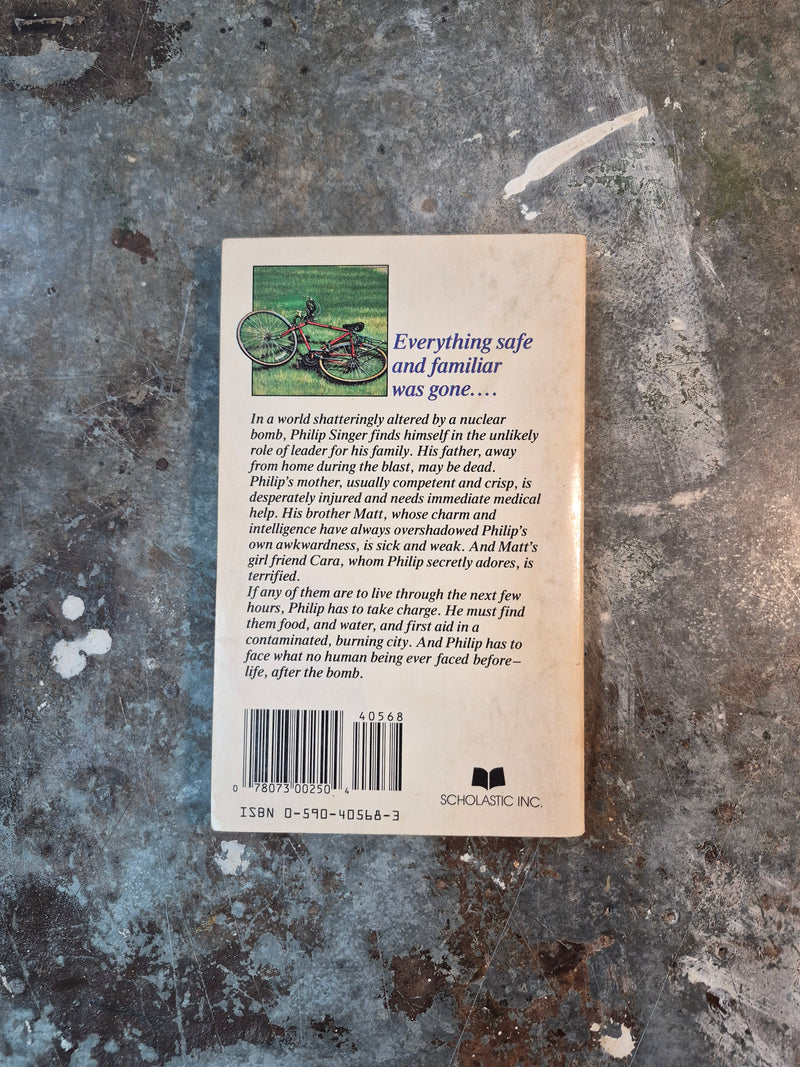 Everything safe
and familiar
was gone....
In a world shatteringly altered by a nuclear
bomb, Philip Singer finds himself in the unlikely
role of leader for his family. His father, away
from home during the blast, may be dead.
Philip's mother, usually competent and crisp, is
desperately injured and needs immediate medical
help. His brother Matt, whose charm and
intelligence have always overshadowed Philip's
own awkwardness, is sick and weak. And Matt's
girl friend Cara, whom Philip secretly adores, is
terrified.
If any of them are to live through the next few
hours, Philip has to take charge. He must find
them food, and water, and first aid in a
contaminated, burning city. And Philip has to
face what no human being ever faced before—
life, after the bomb.
40568
0 78073 00250 4
ISBN 0-590-40568-3
SCHOLASTIC INC.